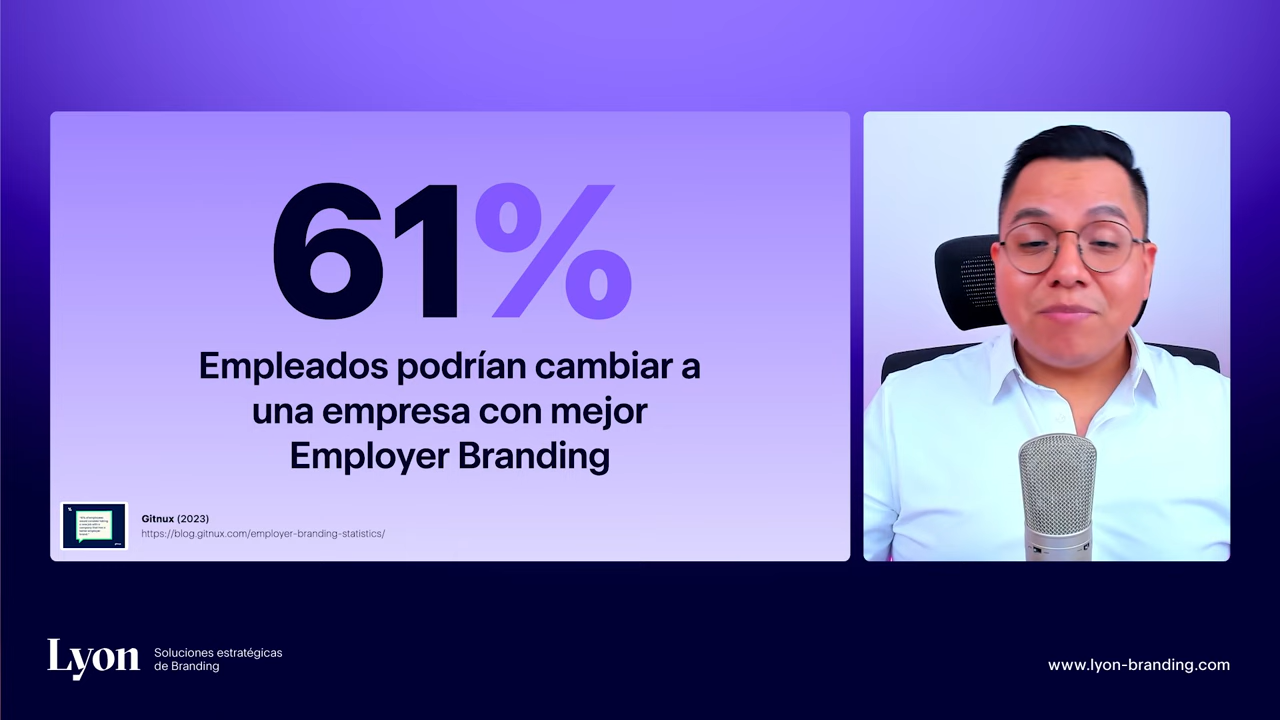 61%
Empleados podrían cambiar a
una empresa con mejor
Employer Branding
Gitnux (2023)
https://blog.gitnux.com/employer-branding-statistics/
Lyon
Soluciones estratégicas
de Branding
www.lyon-branding.com